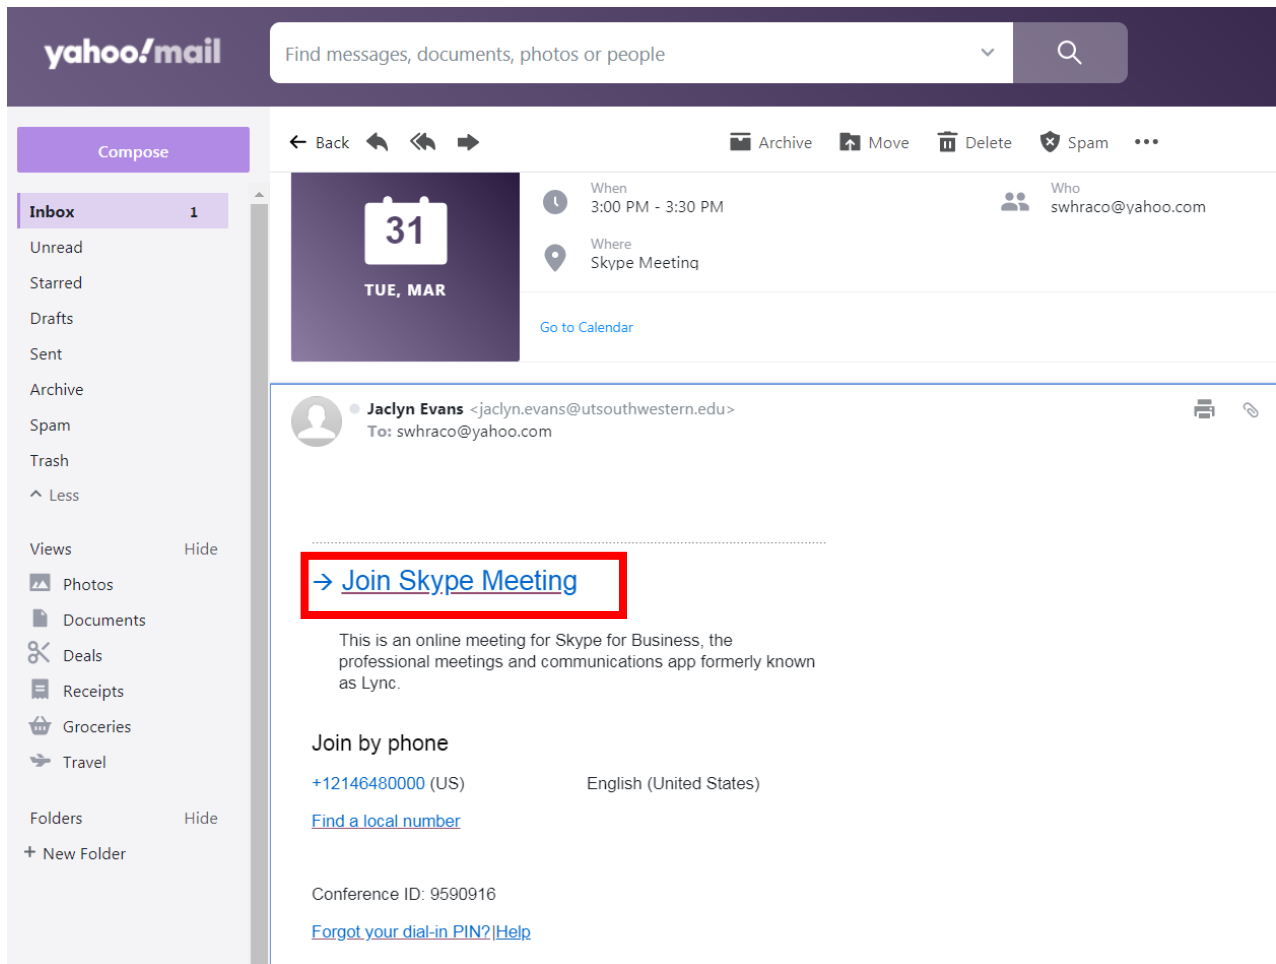 yahoo!mail
Find messages, documents, photos or people
Compose
Back
Archive
Move
Delete
Spam
Inbox 1
Unread
Starred
Drafts
Sent
Archive
Spam
Trash
Less
Views Hide
Photos
Documents
Deals
Receipts
Groceries
Travel
Folders Hide
+ New Folder
31
TUE, MAR
When
3:00 PM - 3:30 PM
Where
Skype Meeting
Who
swhraco@yahoo.com
Go to Calendar
Jaclyn Evans <jaclyn.evans@utsouthwestern.edu>
To: swhraco@yahoo.com
→ Join Skype Meeting
This is an online meeting for Skype for Business, the
professional meetings and communications app formerly known
as Lync.
Join by phone
+12146480000 (US) English (United States)
Find a local number
Conference ID: 9590916
Forgot your dial-in PIN?|Help